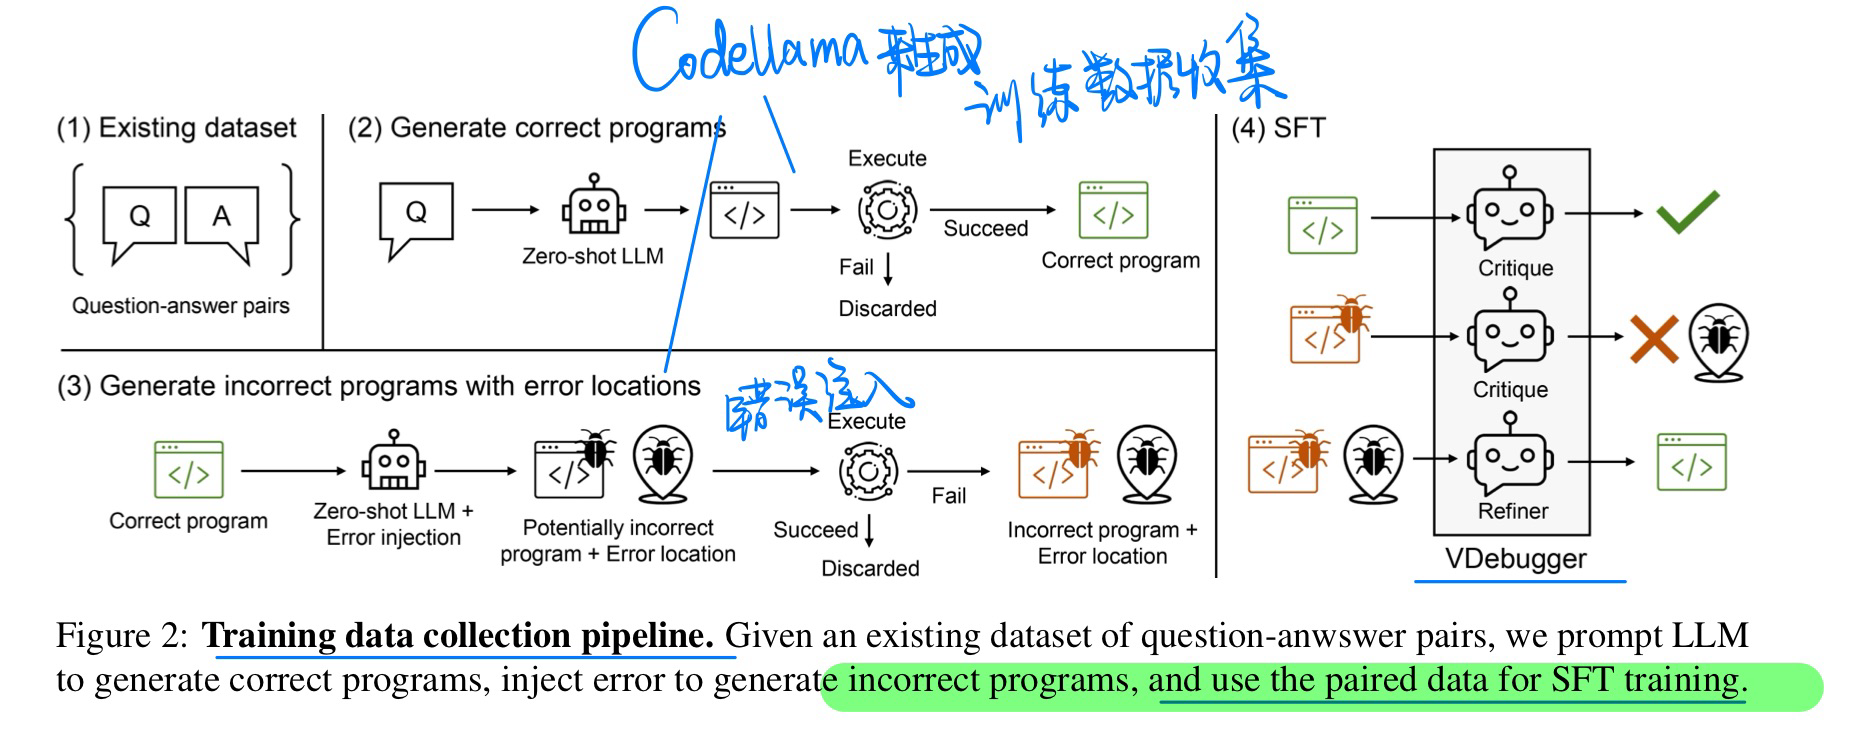 Codellama 来生成
训练数据收集
(1) Existing dataset
Q
A
Question-answer pairs
(2) Generate correct programs
Q
Zero-shot LLM
</>
Execute
Succeed
Fail
Discarded
</>
Correct program
(3) Generate incorrect programs with error locations
错误注入
</>
Correct program
Zero-shot LLM +
Error injection
</>
Potentially incorrect
program + Error location
Execute
Succeed
Discarded
Fail
</>
Incorrect program +
Error location
(4) SFT
</>
Critique
</>
Critique
</>
Refiner
</>
VDebugger
Figure 2: Training data collection pipeline. Given an existing dataset of question-anwswer pairs, we prompt LLM
to generate correct programs, inject error to generate incorrect programs, and use the paired data for SFT training.